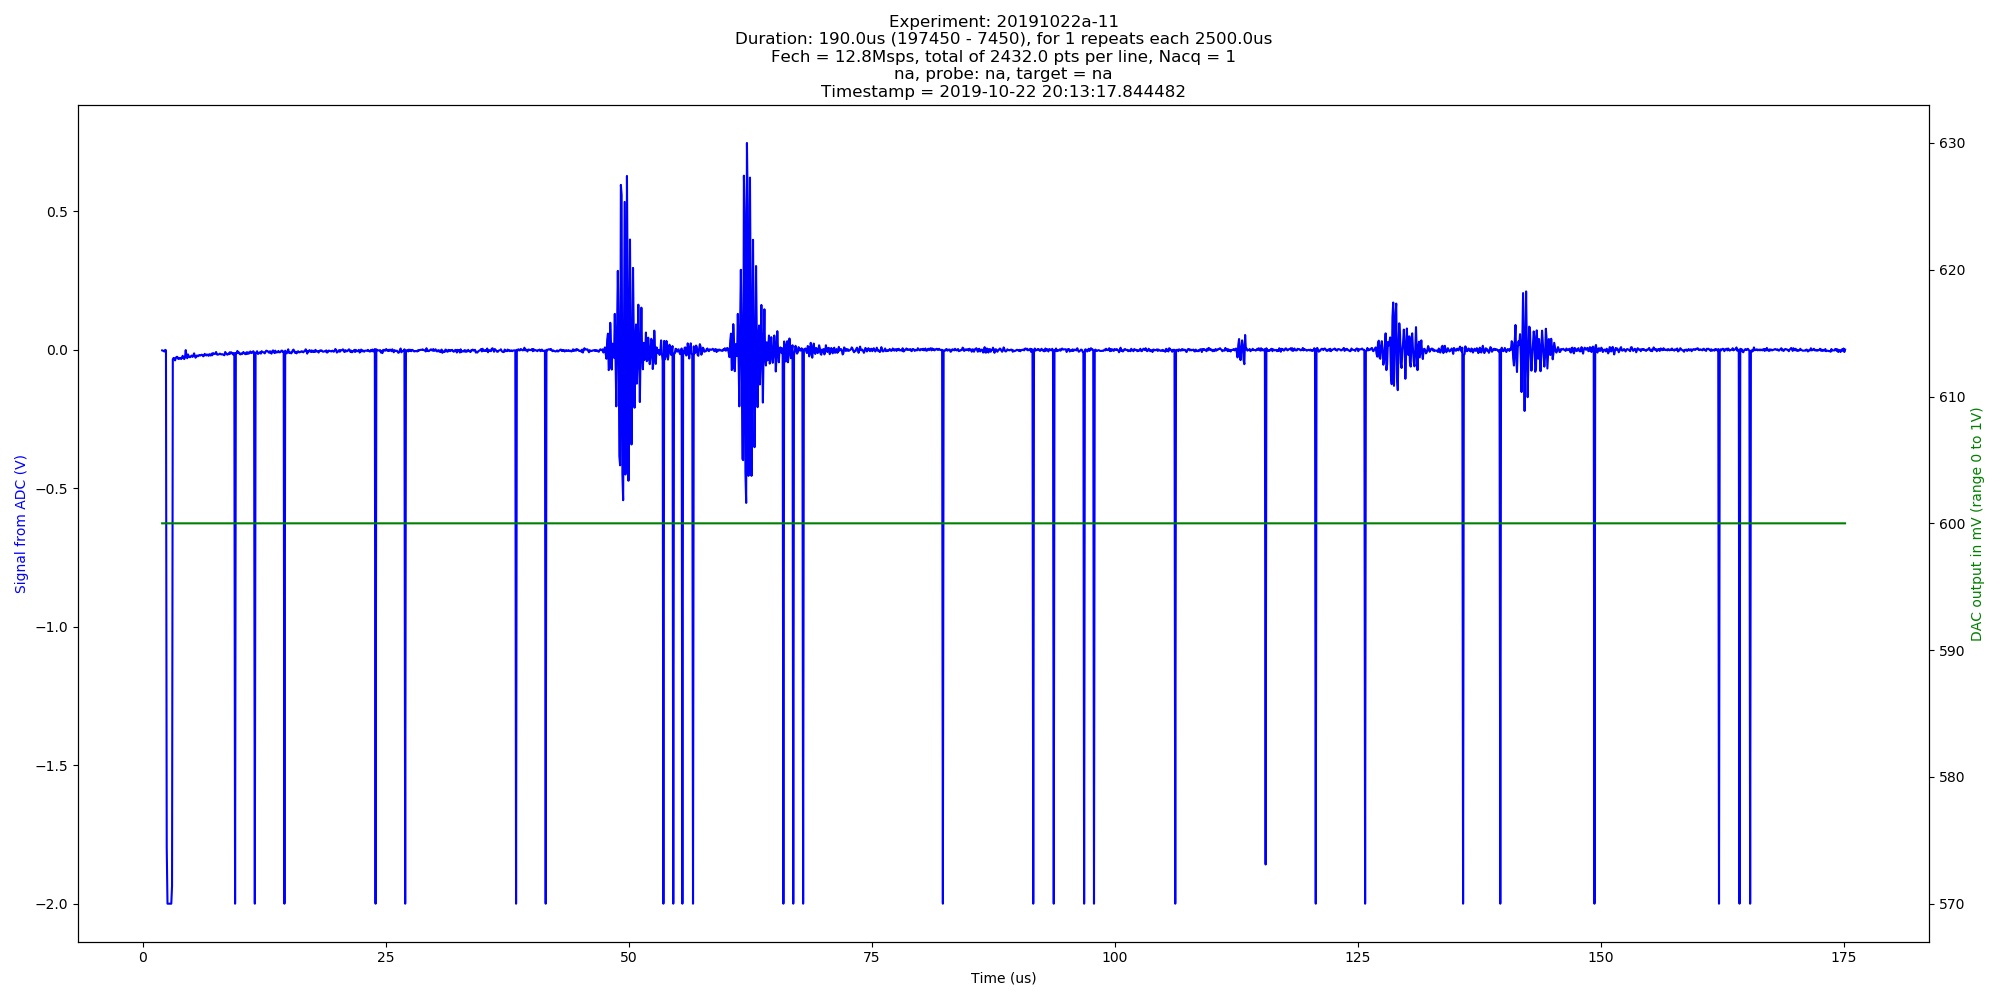 Experiment: 20191022a-11
Duration: 190.0us (197450 - 7450), for 1 repeats each 2500.0us
Fech = 12.8Msps, total of 2432.0 pts per line, Nacq = 1
na, probe: na, target = na
Timestamp = 2019-10-22 20:13:17.844482
Signal from ADC (V)
0.5
0.0
−0.5
−1.0
−1.5
−2.0
0
25
50
75
100
125
150
175
Time (us)
630
620
610
600
590
580
570
DAC output in mV (range 0 to 1V)